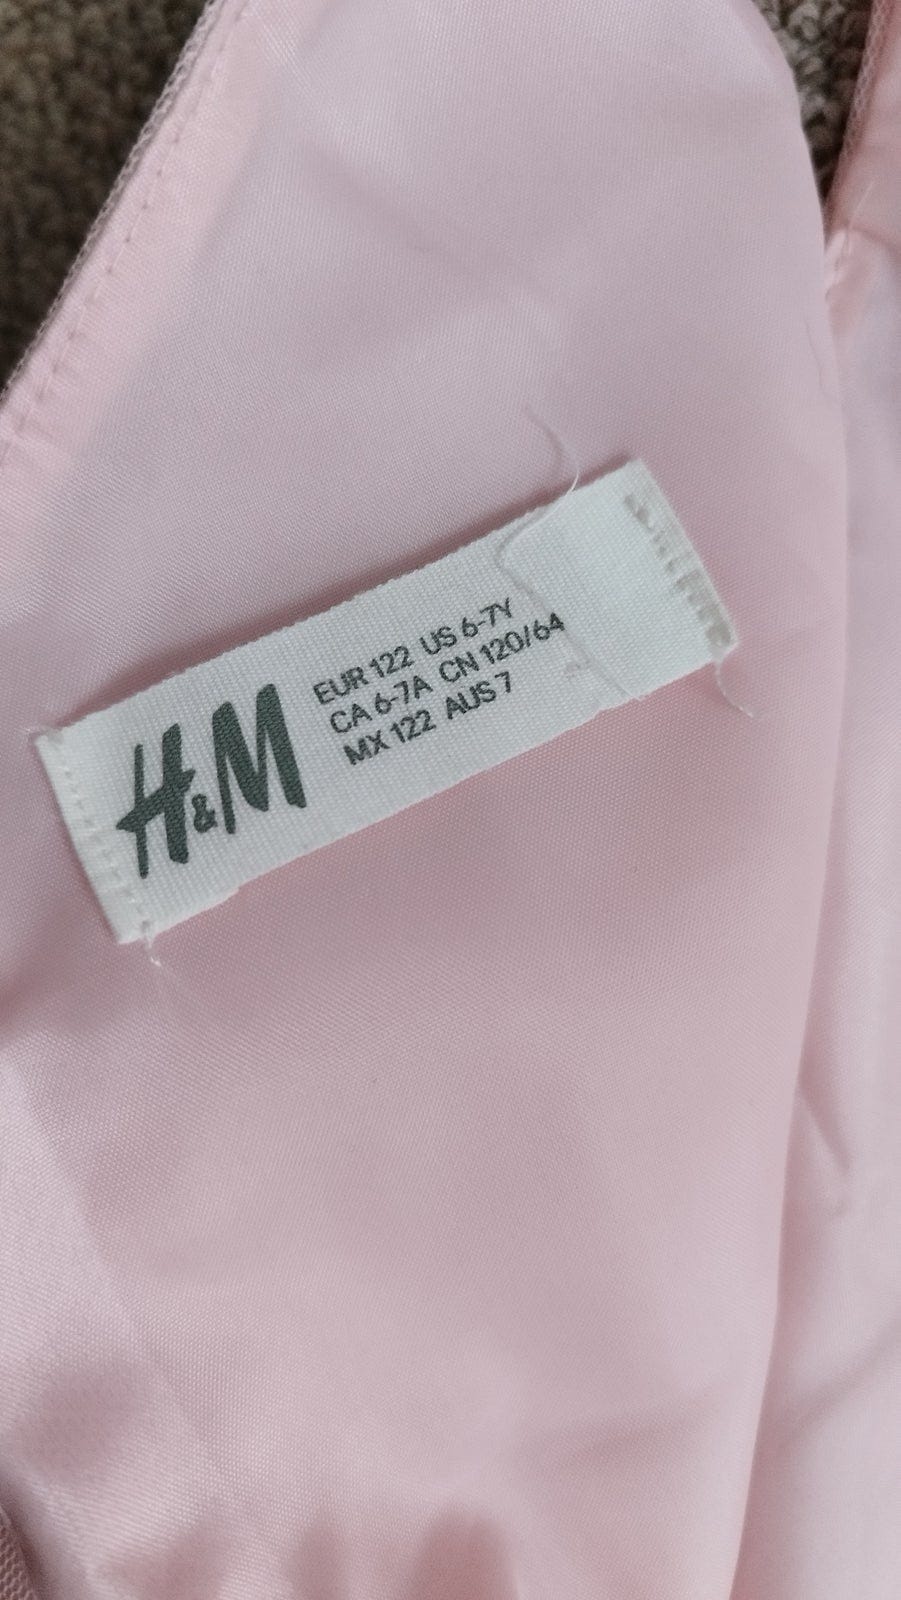 H&M
EUR 122 US 6-7Y
CA 6-7A CN 120/64
MX 122 AUS 7